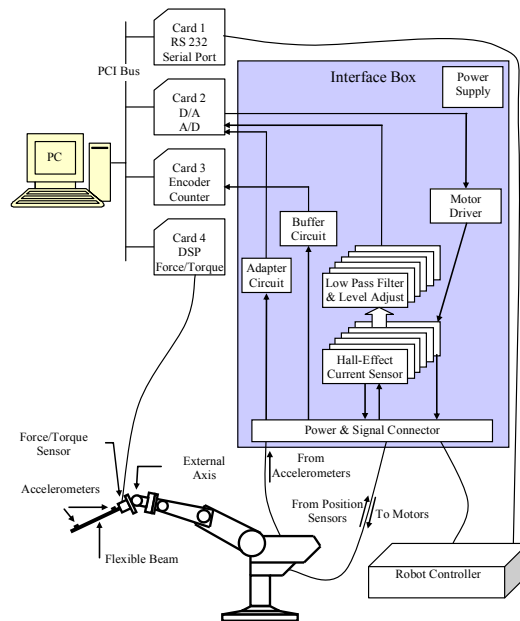 Card 1
RS 232
Serial Port
PCI Bus
Interface Box
Power
Supply
Card 2
D/A
A/D
PC
Card 3
Encoder
Counter
Motor
Driver
Buffer
Circuit
Card 4
DSP
Force/Torque
Adapter
Circuit
Low Pass Filter
& Level Adjust
Hall-Effect
Current Sensor
Power & Signal Connector
Force/Torque
Sensor
External
Axis
From
Accelerometers
Accelerometers
From Position
Sensors
To Motors
Flexible Beam
Robot Controller